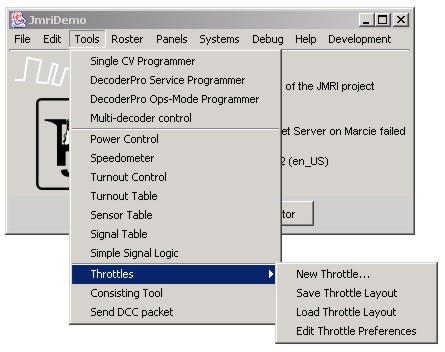 JmriDemo
File Edit Tools Roster Panels Systems Debug Help Development
Single CV Programmer
DecoderPro Service Programmer
DecoderPro Ops-Mode Programmer
of the JMRI project
Multi-decoder control
et Server on Marcie failed
Power Control
Speedometer
2 (en_US)
Turnout Control
Turnout Table
Sensor Table
tor
Signal Table
Simple Signal Logic
Throttles
New Throttle...
Consisting Tool
Save Throttle Layout
Send DCC packet
Load Throttle Layout
Edit Throttle Preferences